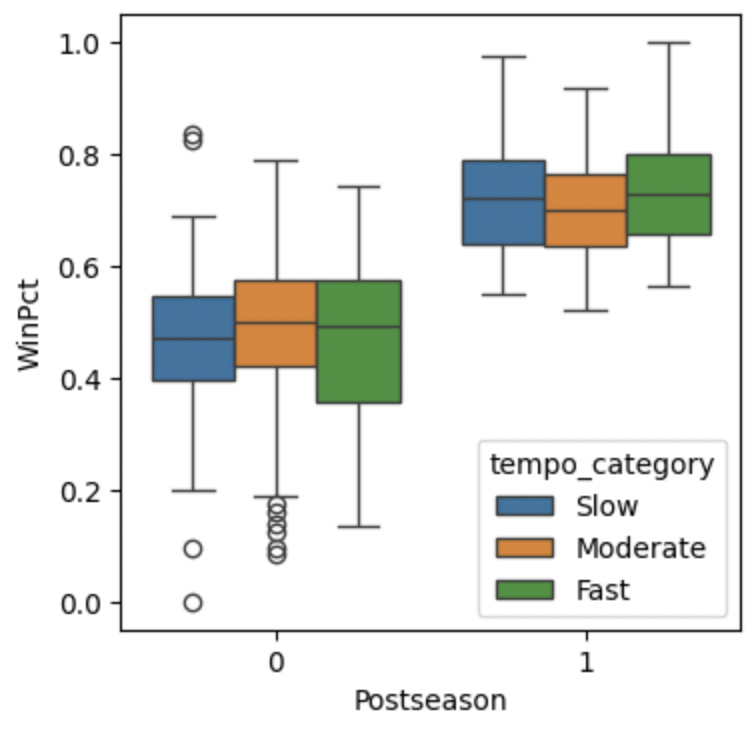 1.0
0.8
0.6
0.4
0.2
0.0
WinPct
0
1
Postseason
tempo_category
Slow
Moderate
Fast